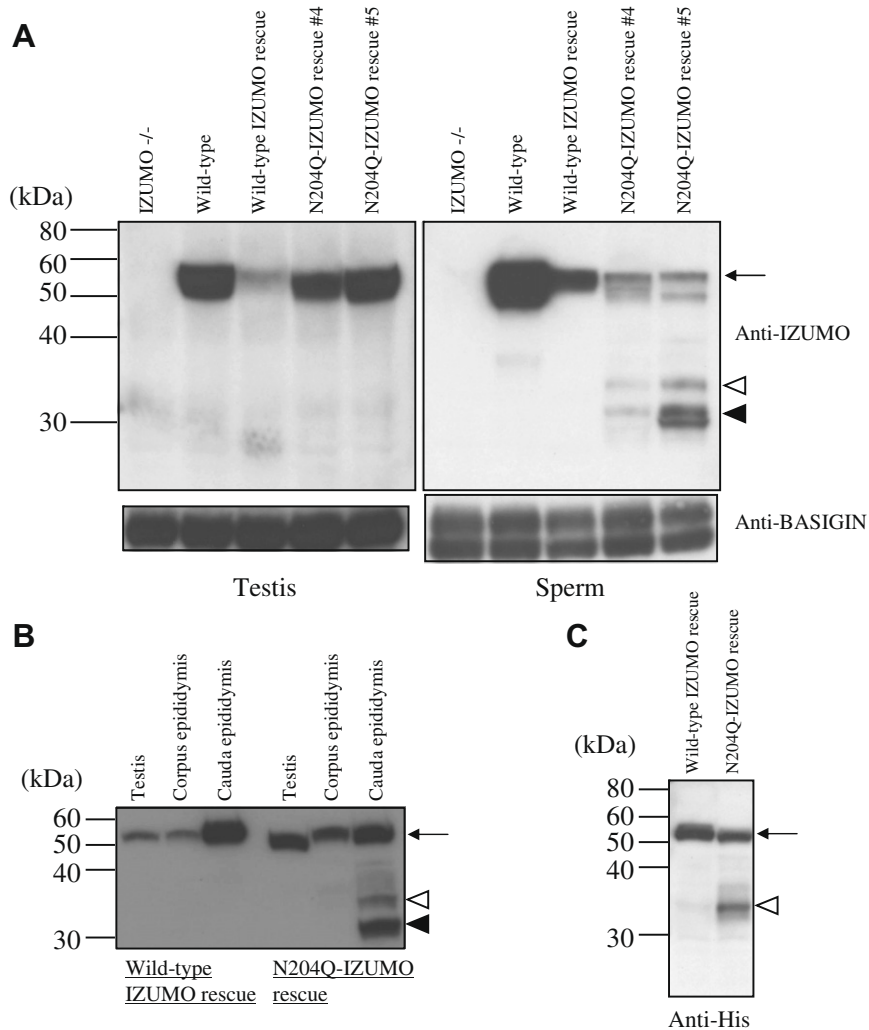 A
IZUMO -/-
Wild-type
Wild-type IZUMO rescue
N204Q-IZUMO rescue #4
N204Q-IZUMO rescue #5
IZUMO -/-
Wild-type
Wild-type IZUMO rescue
N204Q-IZUMO rescue #4
N204Q-IZUMO rescue #5
(kDa)
80
60
50
40
30
Anti-IZUMO
Anti-BASIGIN
Testis
Sperm
B
Testis
Corpus epididymis
Cauda epididymis
Testis
Corpus epididymis
Cauda epididymis
(kDa)
60
50
40
30
Wild-type
IZUMO rescue
N204Q-IZUMO
rescue
C
Wild-type IZUMO rescue
N204Q-IZUMO rescue
(kDa)
80
60
50
40
30
Anti-His